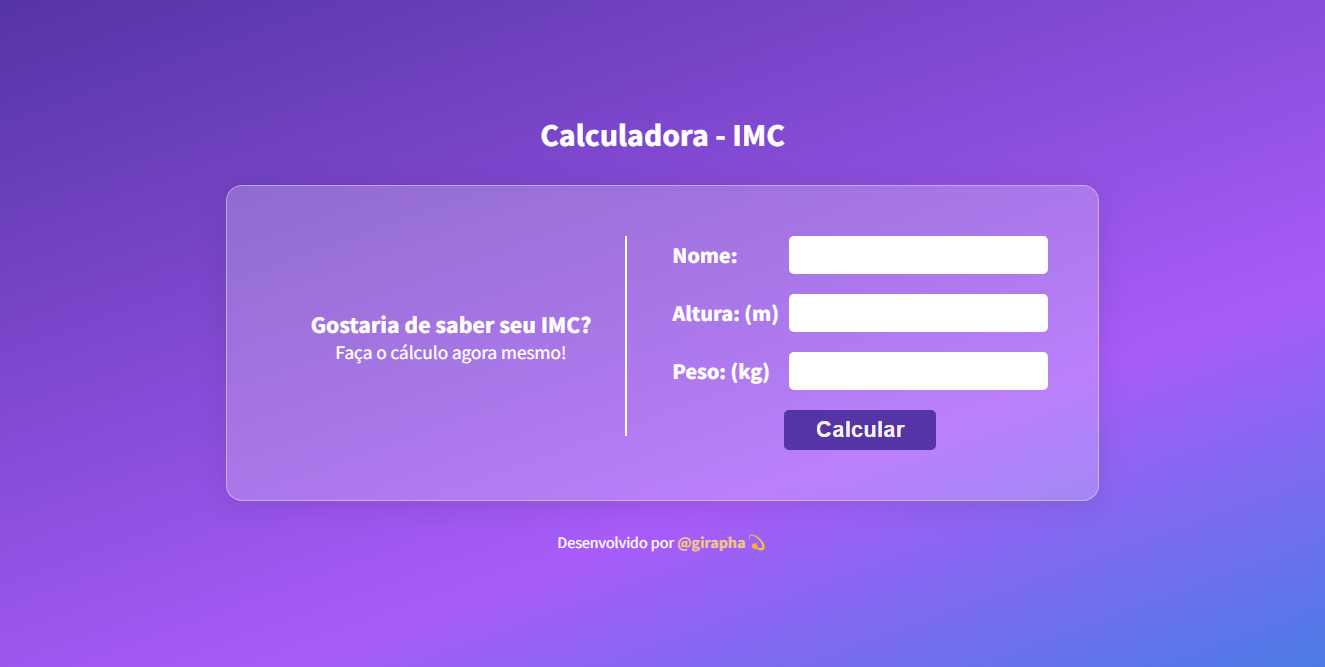 Calculadora - IMC
Gostaria de saber seu IMC?
Faça o cálculo agora mesmo!
Nome:
Altura: (m)
Peso: (kg)
Calcular
Desenvolvido por @girapha 💫